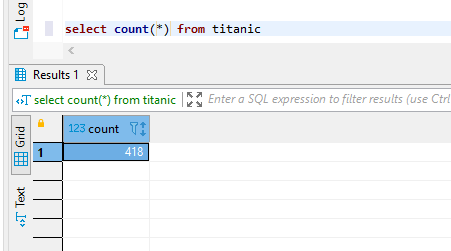 Log
select count(*) from titanic
Results 1
select count(*) from titanic
Enter a SQL expression to filter results (use Ctrl
Grid
123 count
1
418
Text